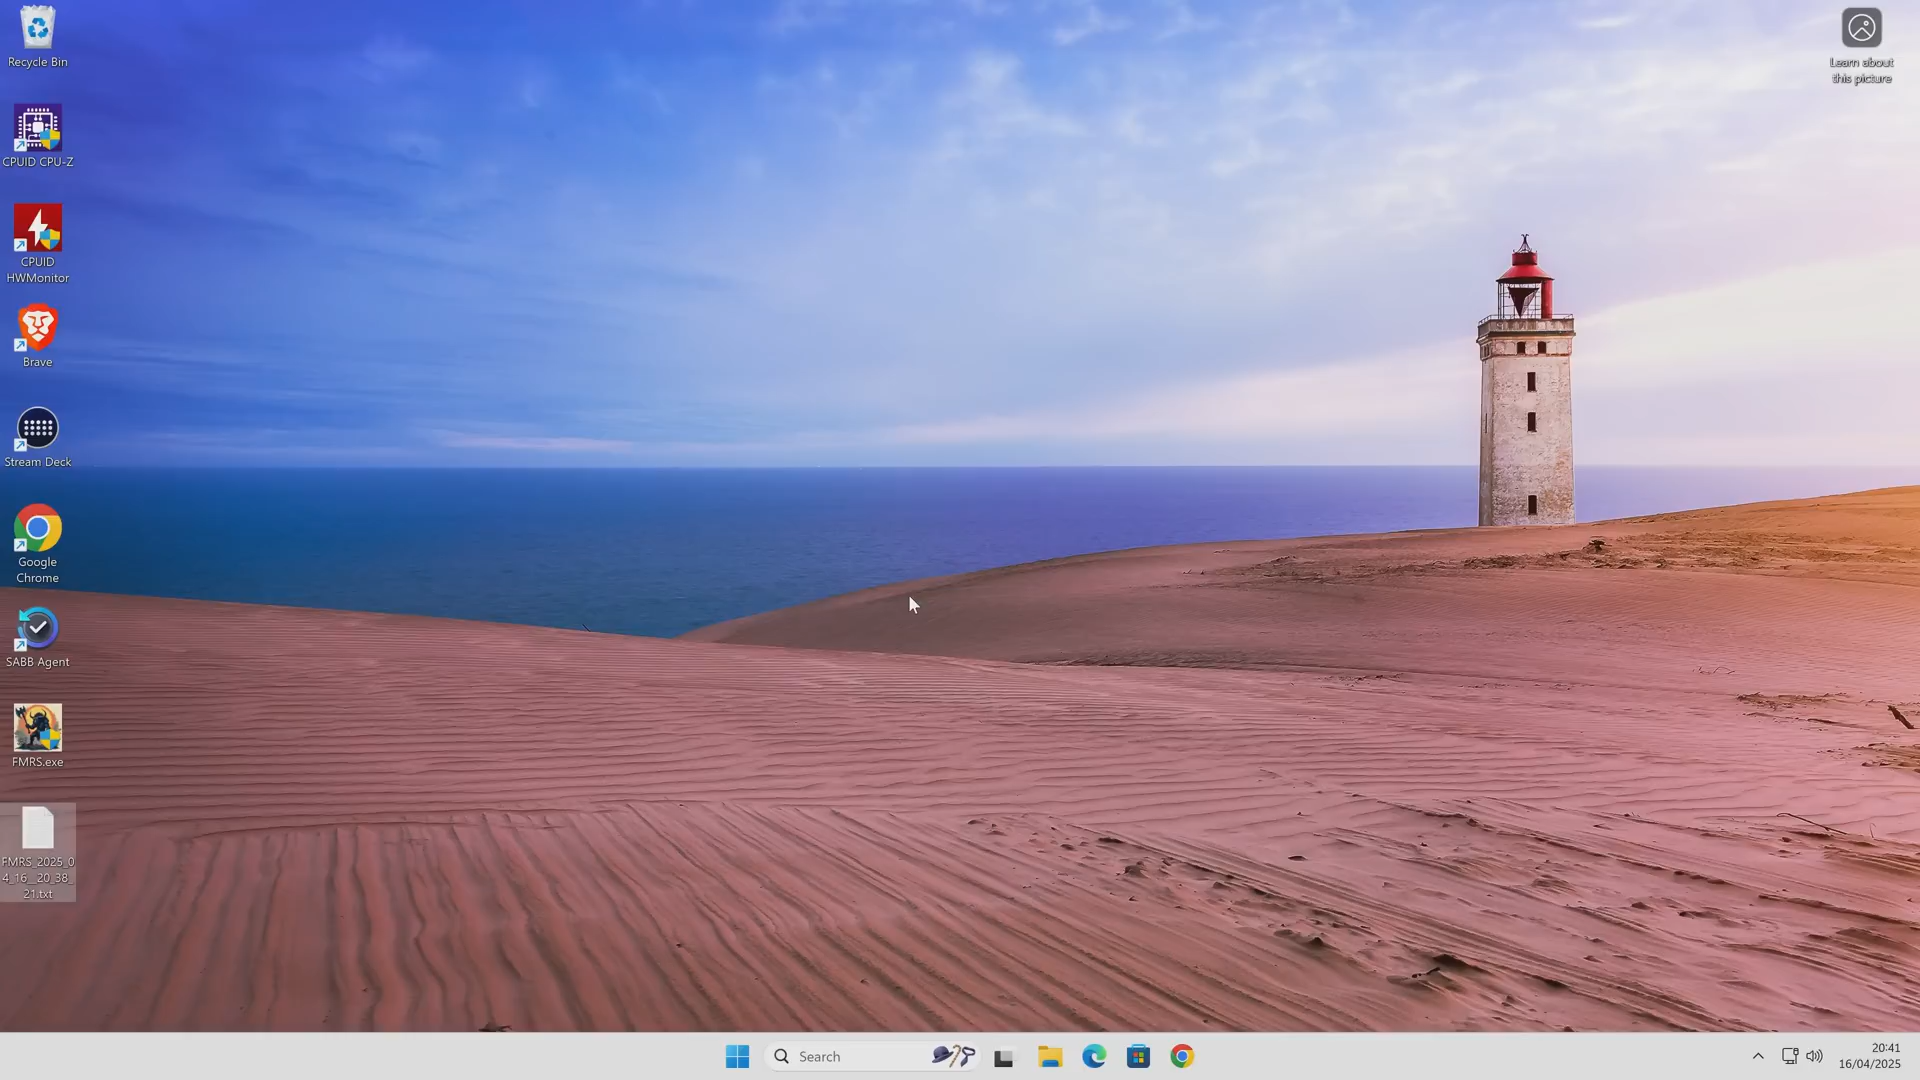 Recycle Bin
Learn about
this picture
CPUID CPU-Z
CPUID
HWMonitor
Brave
Stream Deck
Google
Chrome
SABB Agent
FMRS.exe
FMRS_2025_0
4_16__20_38_
21.txt
Search
20:41
16/04/2025